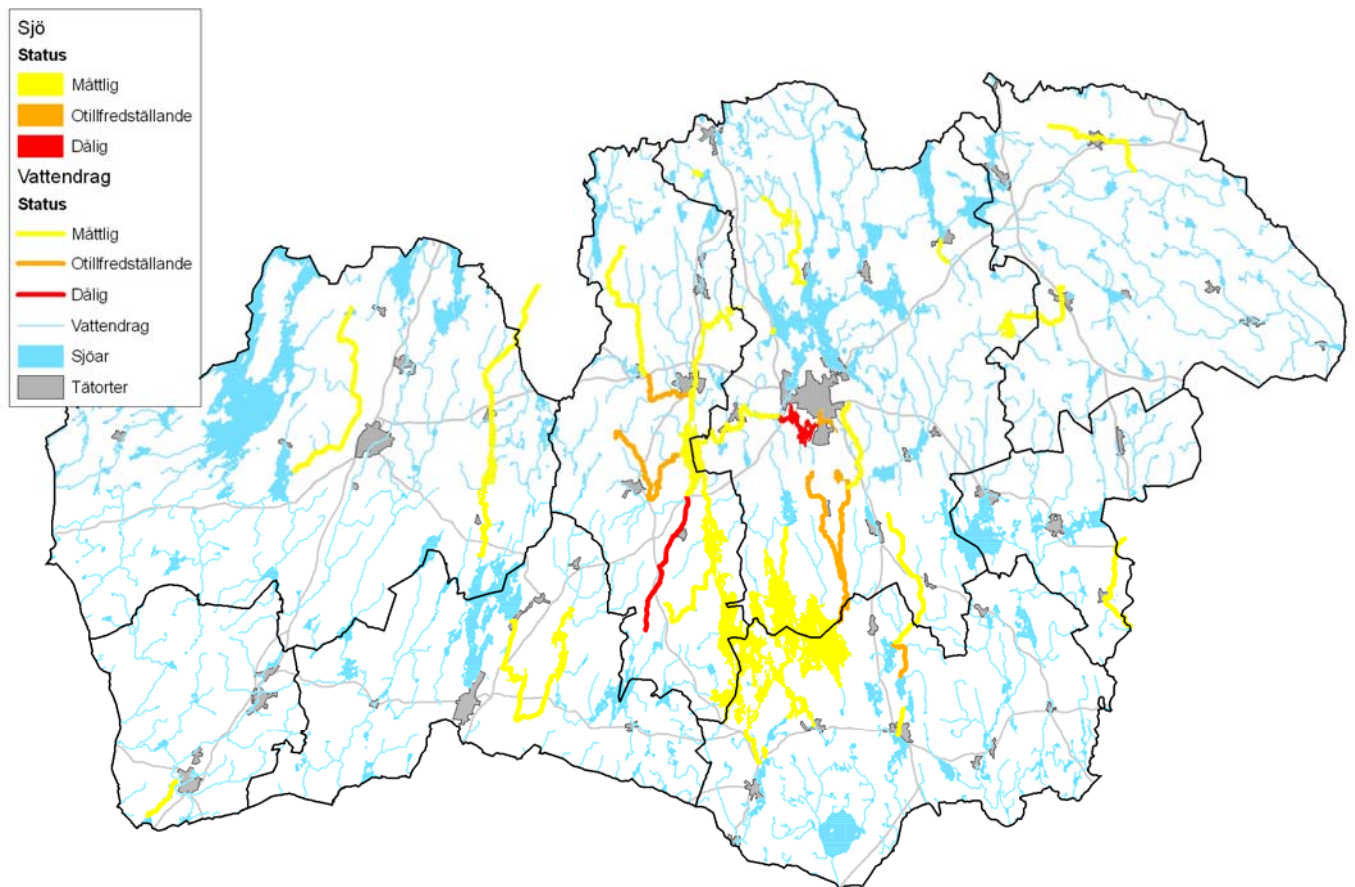 Sjö
Status
Måttlig
Otillfredställande
Dålig
Vattendrag
Status
Måttlig
Otillfredställande
Dålig
Vattendrag
Sjöar
Tätorter